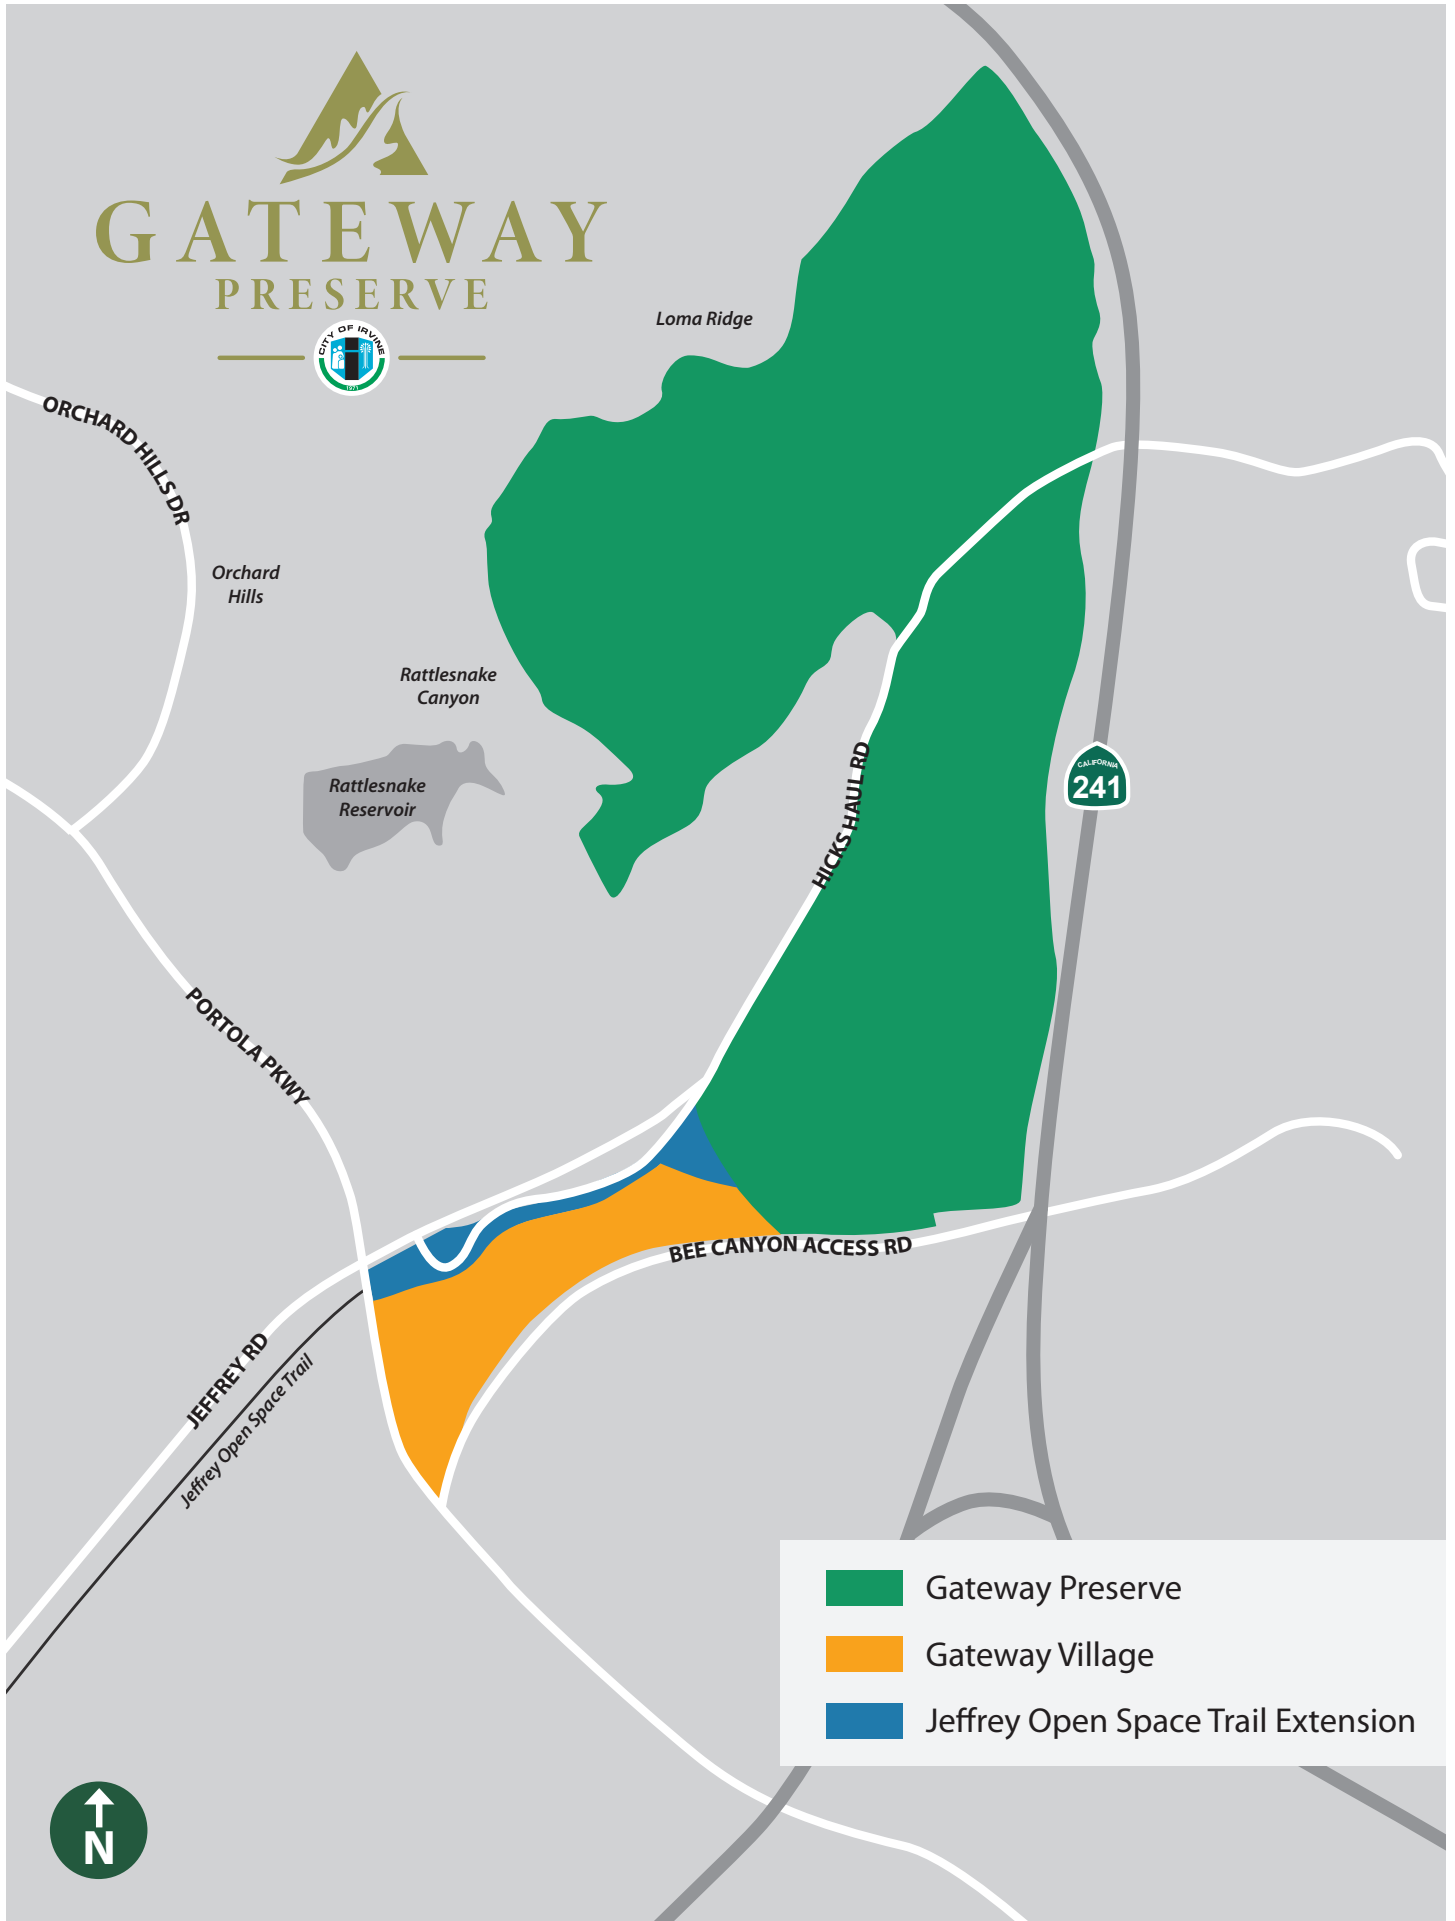 GATEWAY
PRESERVE
CITY OF IRVINE
1971
Loma Ridge
ORCHARD HILLS DR
Orchard
Hills
Rattlesnake
Canyon
Rattlesnake
Reservoir
HICKS HAUL RD
CALIFORNIA
241
PORTOLA PKWY
BEE CANYON ACCESS RD
JEFFREY RD
Jeffrey Open Space Trail
Gateway Preserve
Gateway Village
Jeffrey Open Space Trail Extension
N